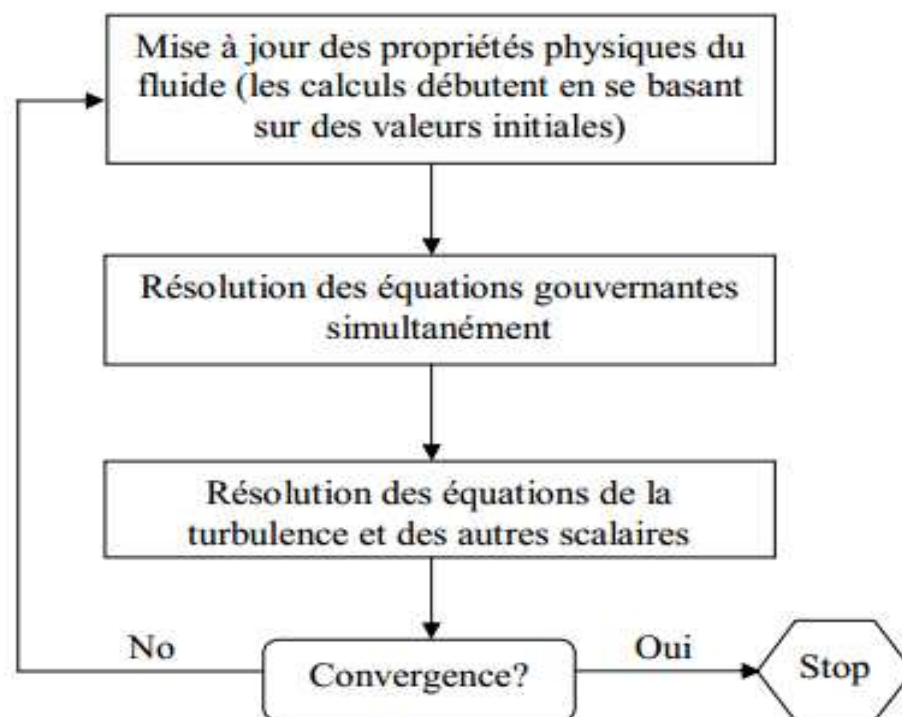 Mise à jour des propriétés physiques du
fluide (les calculs débutent en se basant
sur des valeurs initiales)
Résolution des équations gouvernantes
simultanément
Résolution des équations de la
turbulence et des autres scalaires
No
Convergence?
Oui
Stop